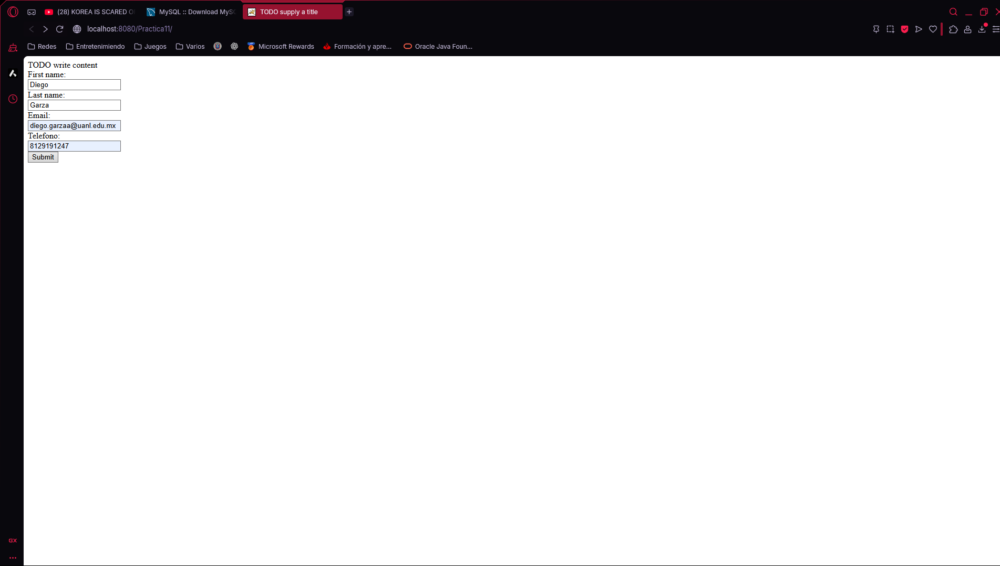 (28) KOREA IS SCARED O
MySQL :: Download MyS
TODO supply a title
localhost:8080/Practica11/
Redes
Entretenimiento
Juegos
Varios
Microsoft Rewards
Formación y apre...
Oracle Java Foun...
TODO write content
First name:
Diego
Last name:
Garza
Email:
diego.garzaa@uanl.edu.mx
Telefono:
8129191247
Submit
GX